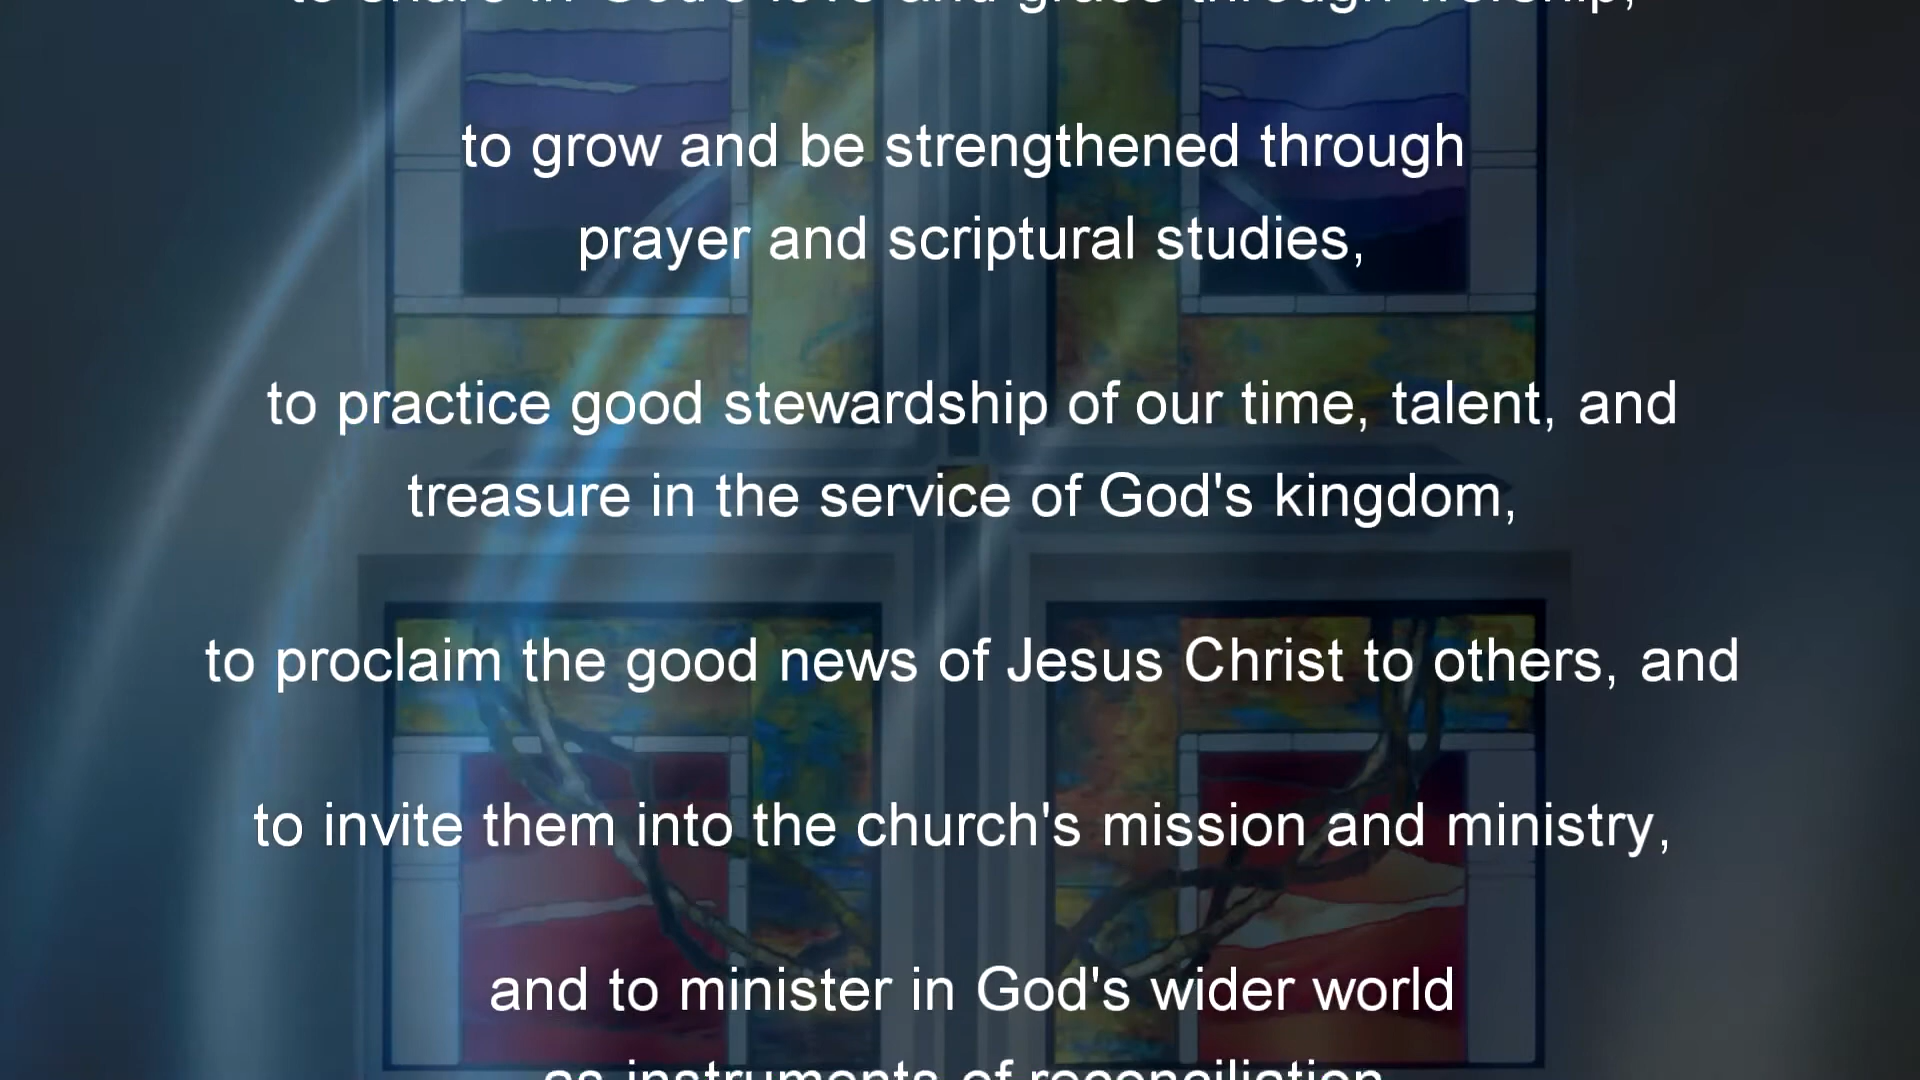 to share in God's love and grace through worship,
to grow and be strengthened through
prayer and scriptural studies,
to practice good stewardship of our time, talent, and
treasure in the service of God's kingdom,
to proclaim the good news of Jesus Christ to others, and
to invite them into the church's mission and ministry,
and to minister in God's wider world
as instruments of reconciliation